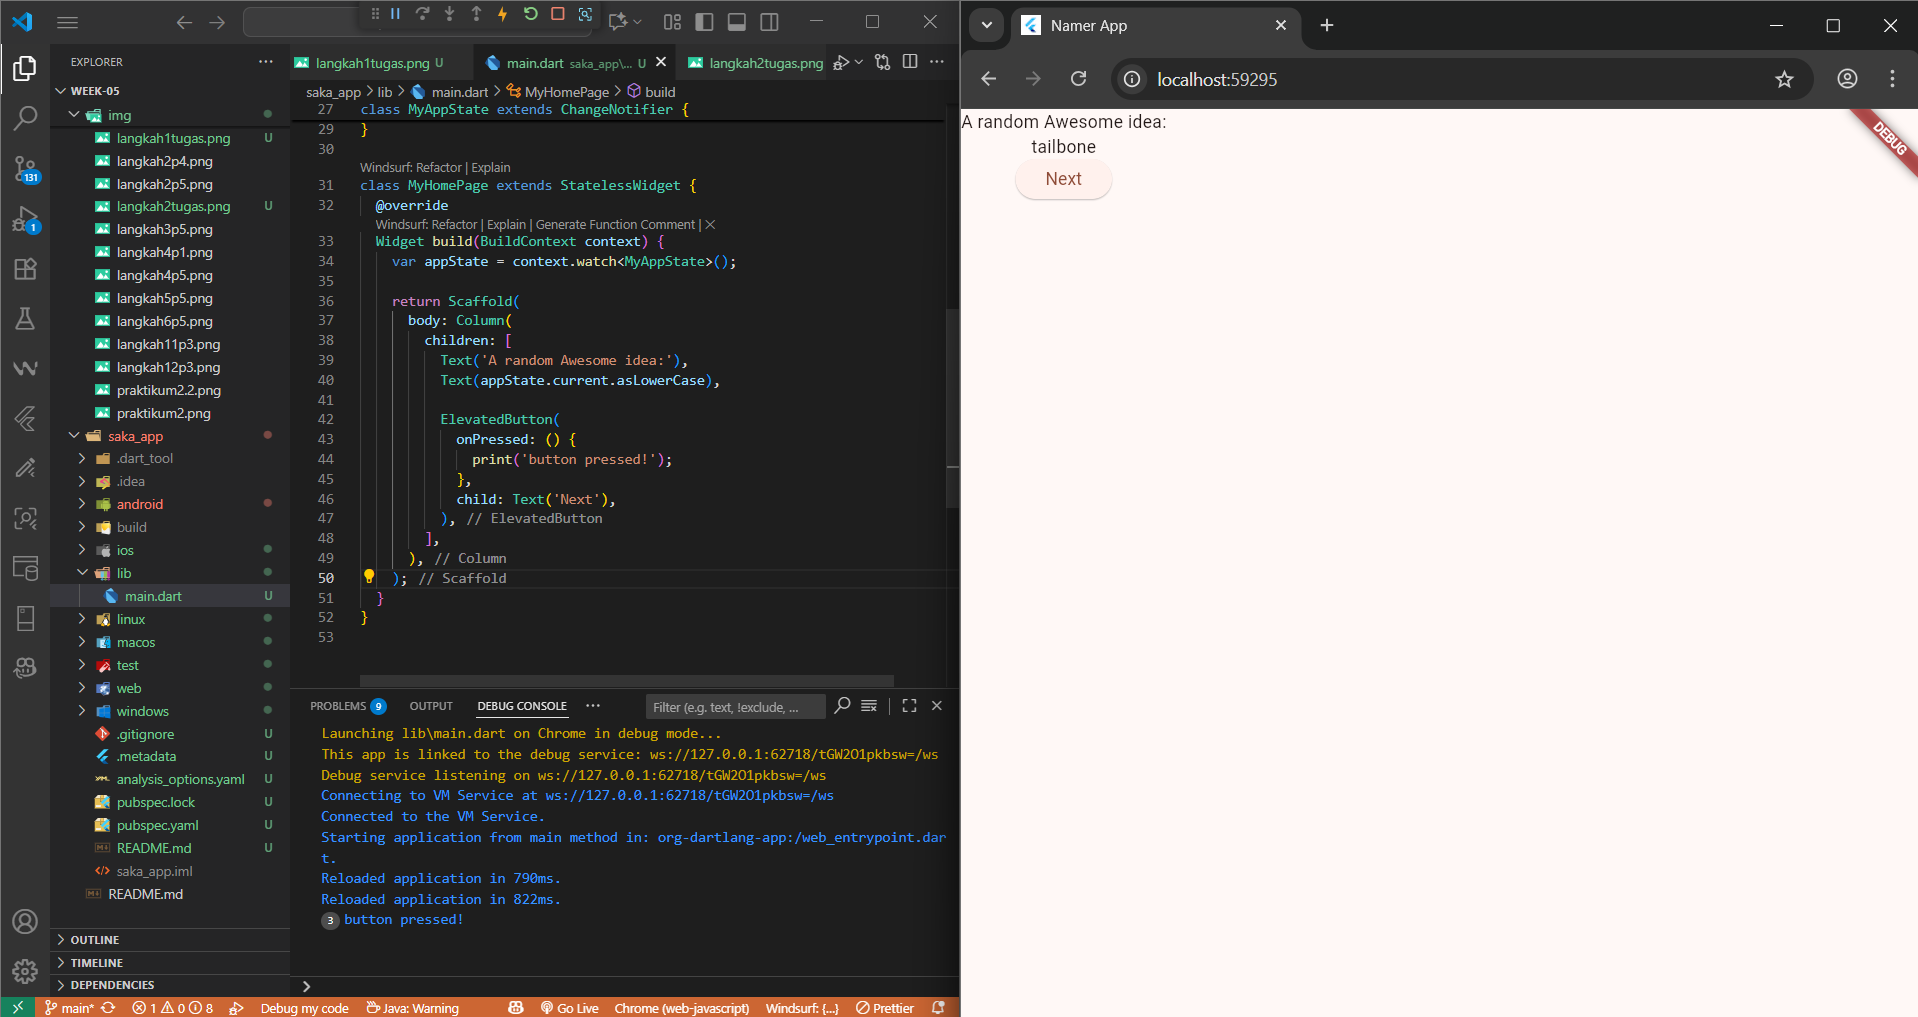 EXPLORER
WEEK-05
img
langkah1tugas.png U
langkah2p4.png
langkah2p5.png
langkah2tugas.png U
langkah3p5.png
langkah4p1.png
langkah4p5.png
langkah5p5.png
langkah6p5.png
langkah11p3.png
langkah12p3.png
praktikum2.2.png
praktikum2.png
saka_app
.dart_tool
.idea
android
build
ios
lib
main.dart U
linux
macos
test
web
windows
.gitignore U
.metadata U
analysis_options.yaml U
pubspec.lock U
pubspec.yaml U
README.md U
saka_app.iml
README.md
OUTLINE
TIMELINE
DEPENDENCIES
131
1
langkah1tugas.png U
main.dart saka_app\... U
langkah2tugas.png
saka_app > lib > main.dart > MyHomePage > build
27 class MyAppState extends ChangeNotifier {
29 }
30
Windsurf: Refactor | Explain
31 class MyHomePage extends StatelessWidget {
32 @override
Windsurf: Refactor | Explain | Generate Function Comment | ×
33 Widget build(BuildContext context) {
34 var appState = context.watch<MyAppState>();
35
36 return Scaffold(
37 body: Column(
38 children: [
39 Text('A random Awesome idea:'),
40 Text(appState.current.asLowerCase),
41
42 ElevatedButton(
43 onPressed: () {
44 print('button pressed!');
45 },
46 child: Text('Next'),
47 ), // ElevatedButton
48 ],
49 ), // Column
50 ); // Scaffold
51 }
52 }
53
PROBLEMS 9 OUTPUT DEBUG CONSOLE ... Filter (e.g. text, !exclude, ...
Launching lib\main.dart on Chrome in debug mode...
This app is linked to the debug service: ws://127.0.0.1:62718/tGW2O1pkbsw=/ws
Debug service listening on ws://127.0.0.1:62718/tGW2O1pkbsw=/ws
Connecting to VM Service at ws://127.0.0.1:62718/tGW2O1pkbsw=/ws
Connected to the VM Service.
Starting application from main method in: org-dartlang-app:/web_entrypoint.dar
t.
Reloaded application in 790ms.
Reloaded application in 822ms.
3 button pressed!
main* 1 0 8 Debug my code Java: Warning Go Live Chrome (web-javascript) Windsurf: {...} Prettier
Namer App
localhost:59295
A random Awesome idea:
tailbone
Next
DEBUG